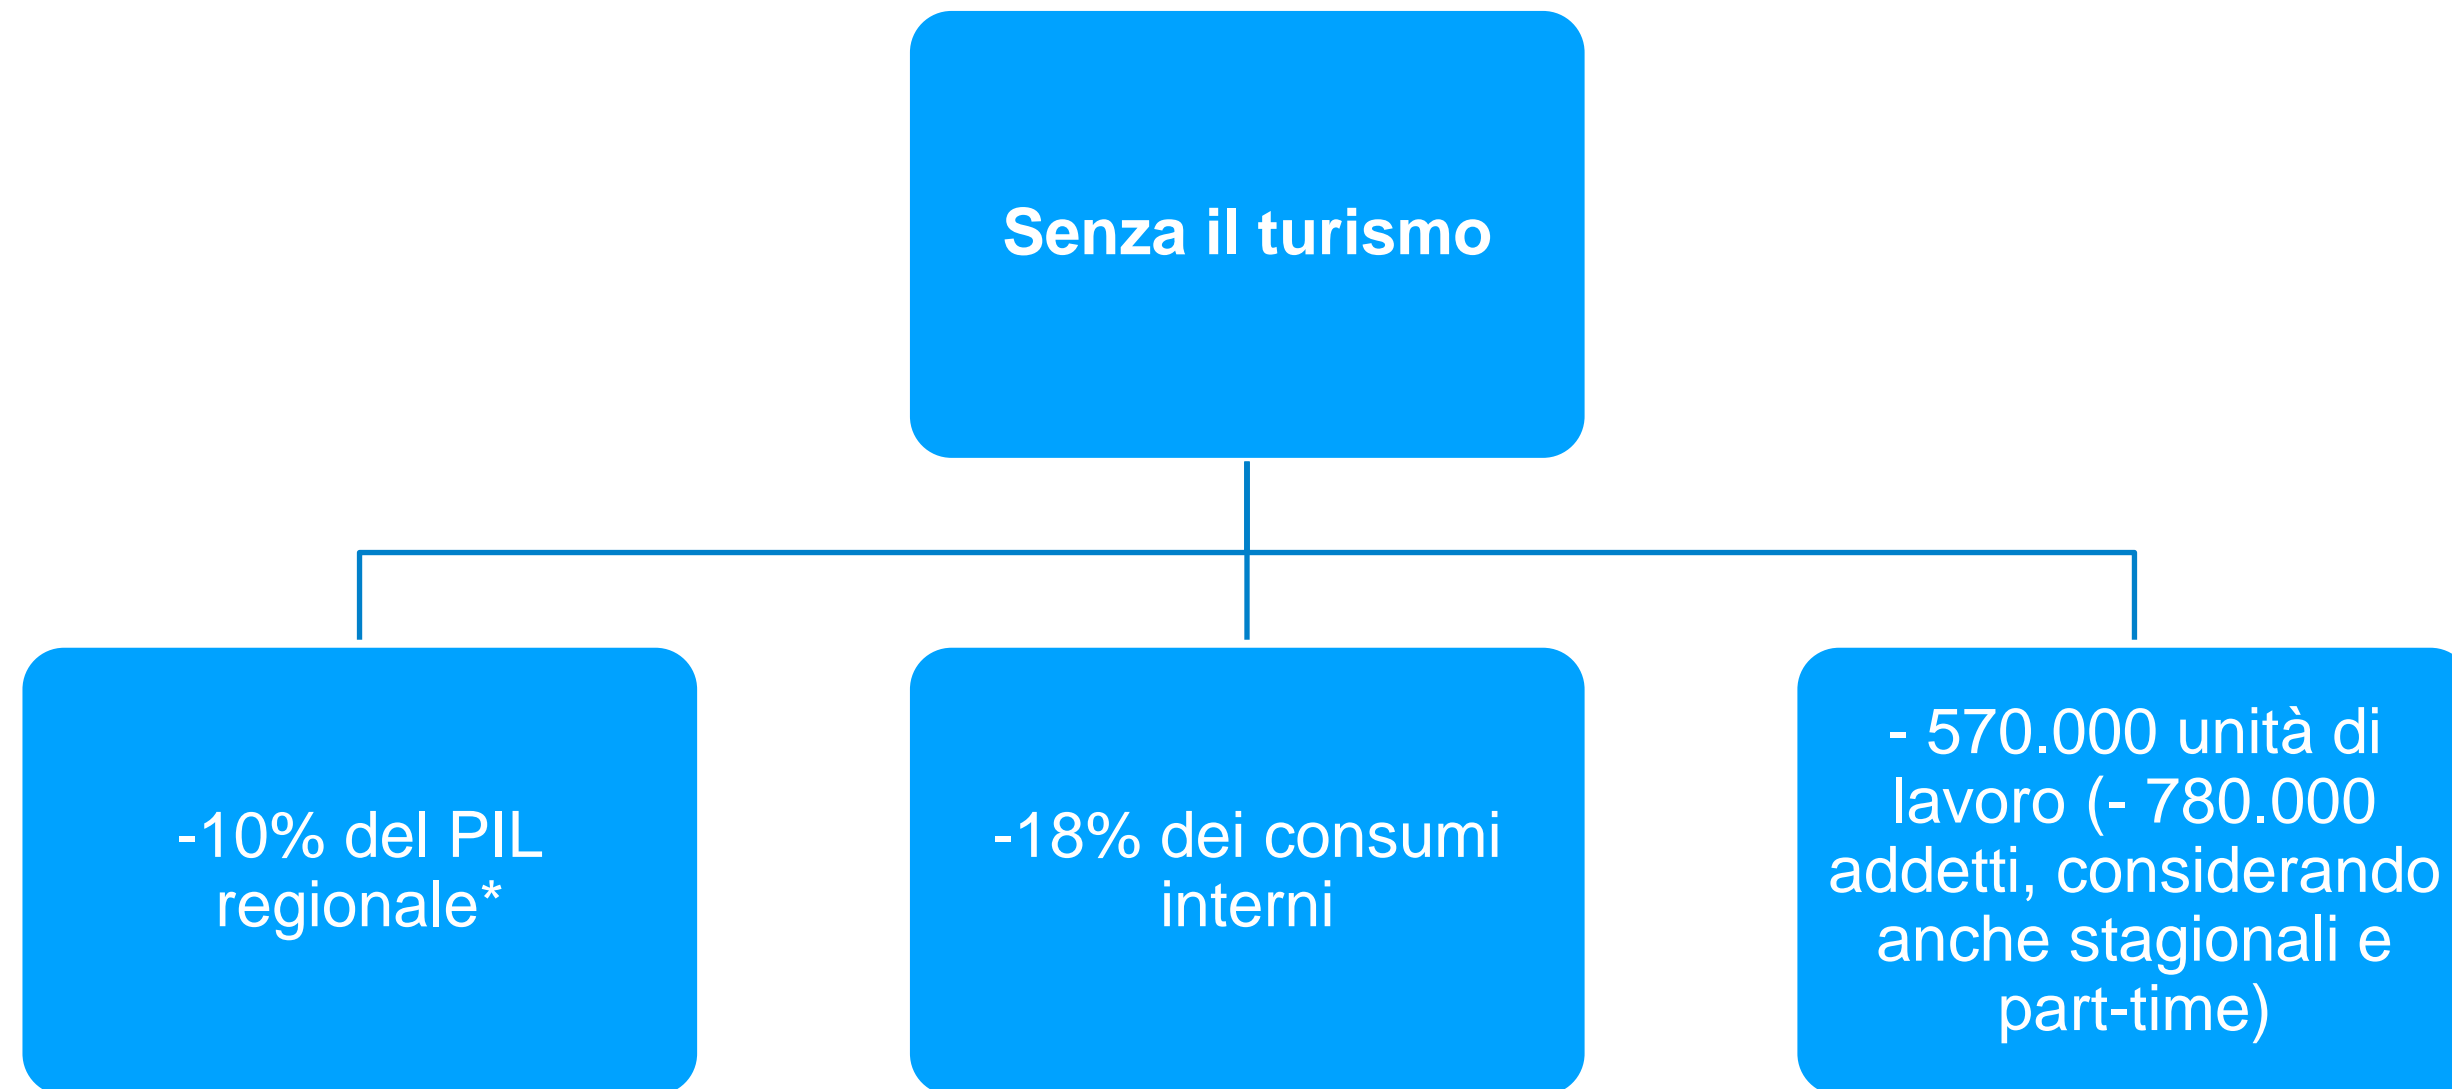 Senza il turismo
-10% del PIL
regionale*
-18% dei consumi
interni
- 570.000 unità di
lavoro (- 780.000
addetti, considerando
anche stagionali e
part-time)